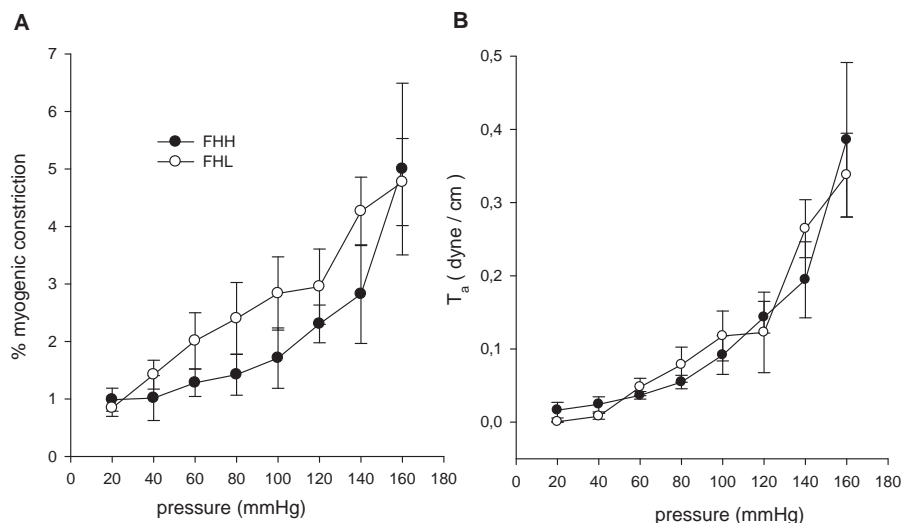 A
% myogenic constriction
7
6
5
4
3
2
1
0
FHH
FHL
0 20 40 60 80 100 120 140 160 180
pressure (mmHg)
B
T a ( dyne / cm )
0,5
0,4
0,3
0,2
0,1
0,0
0 20 40 60 80 100 120 140 160 180
pressure (mmHg)